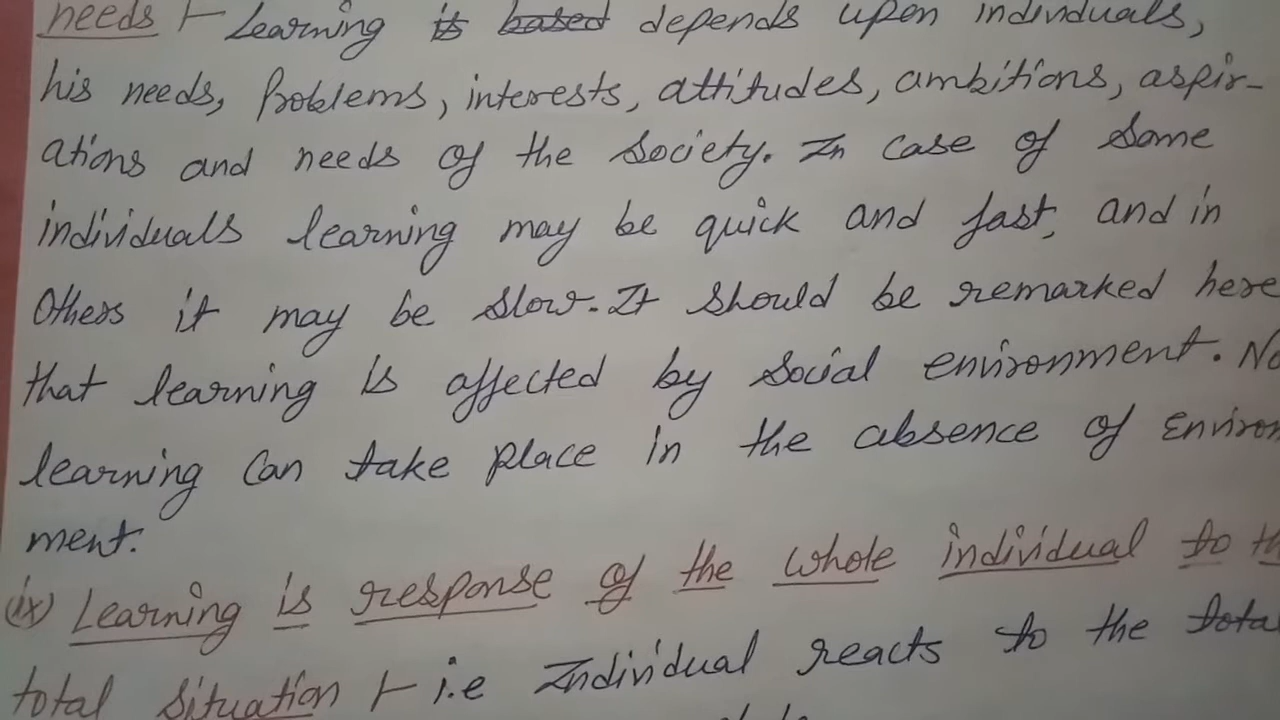 needs :- Learning is based depends upon individuals,
his needs, Problems, interests, attitudes, ambitions, aspir-
ations and needs of the society. In case of some
individuals learning may be quick and fast, and in
Others it may be slow. It should be remarked here
that learning is affected by social environment. No
learning can take place in the absence of Environ
ment.
(ix) Learning is response of the whole individual to th
total situation :- i.e Individual reacts to the total